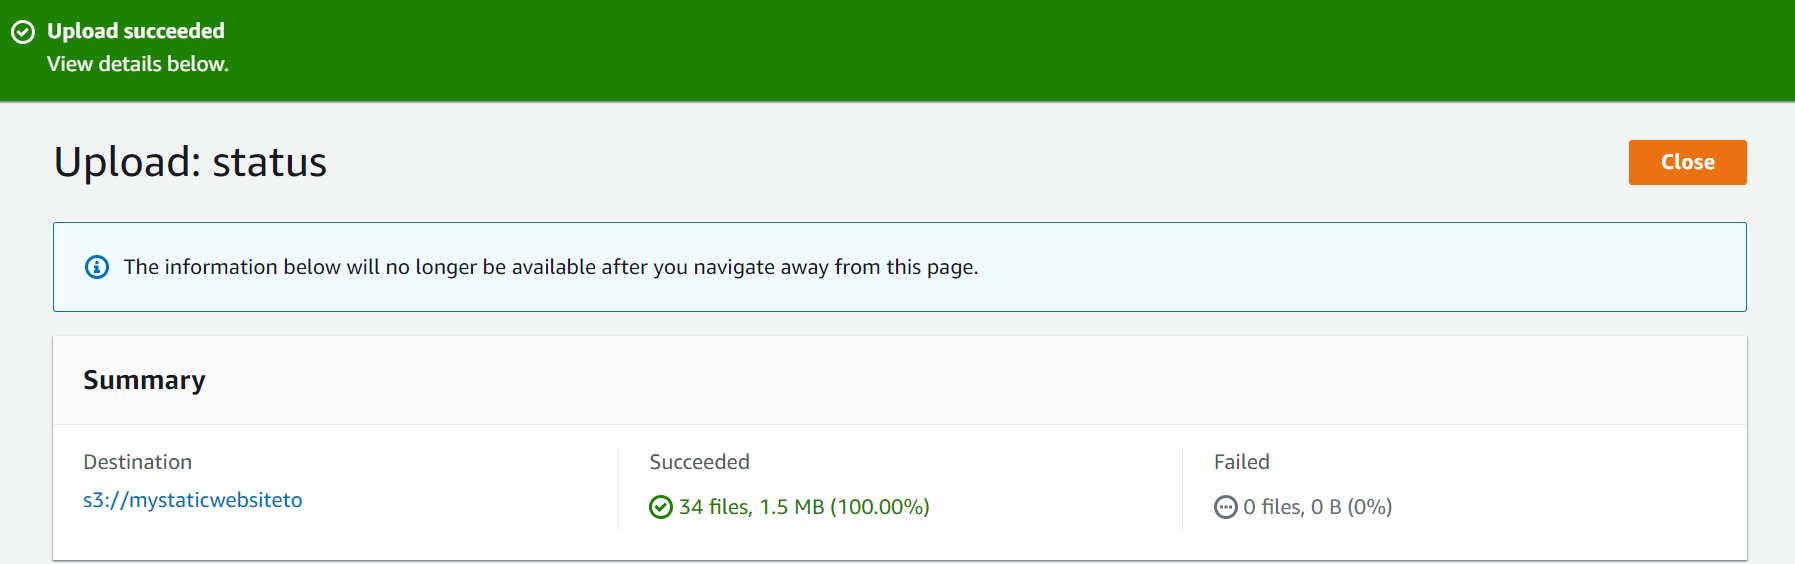 Upload succeeded
View details below.
Upload: status
Close
The information below will no longer be available after you navigate away from this page.
Summary
Destination
s3://mystaticwebsiteto
Succeeded
34 files, 1.5 MB (100.00%)
Failed
0 files, 0 B (0%)